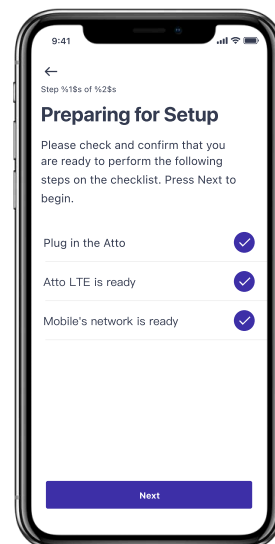 9:41
Step %1$s of %2$s
Preparing for Setup
Please check and confirm that you
are ready to perform the following
steps on the checklist. Press Next to
begin.
Plug in the Atto
Atto LTE is ready
Mobile's network is ready
Next